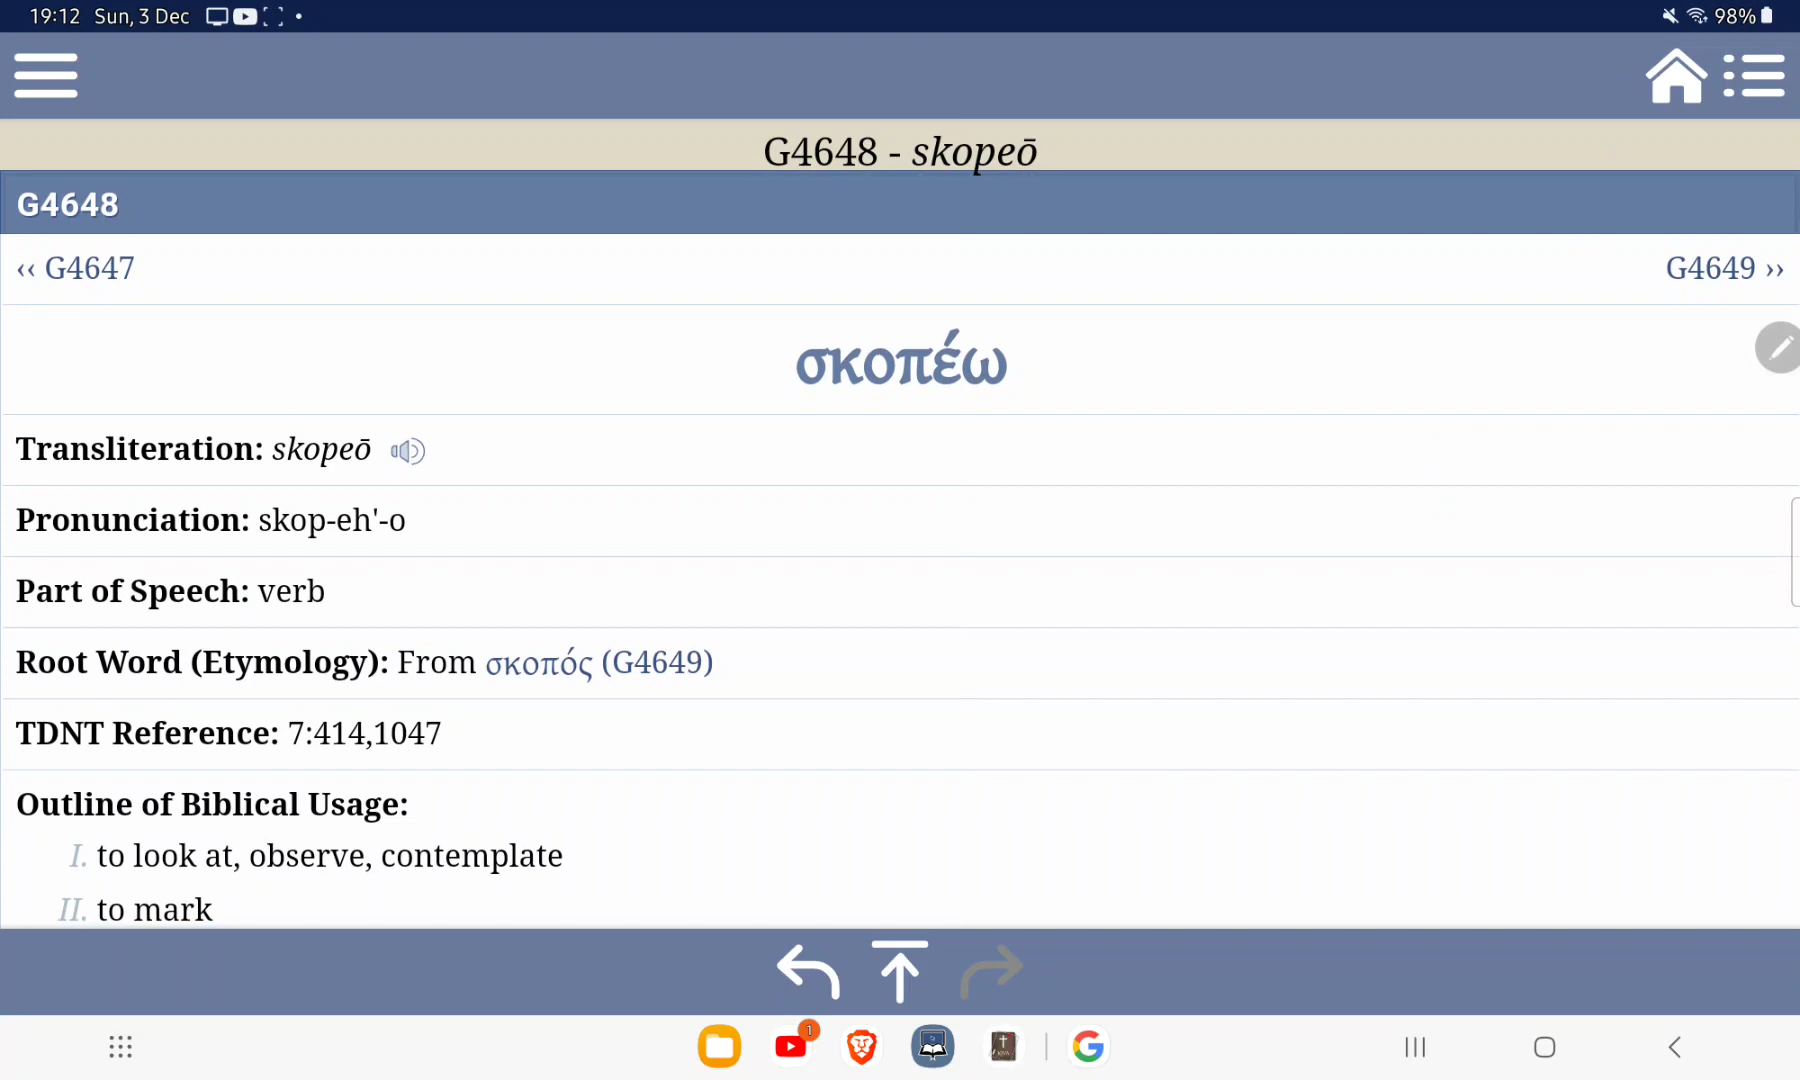 19:12 Sun, 3 Dec 98%
G4648 - skopeō
G4648
‹‹ G4647 G4649 ››
σκοπέω
Transliteration: skopeō
Pronunciation: skop-eh'-o
Part of Speech: verb
Root Word (Etymology): From σκοπός (G4649)
TDNT Reference: 7:414,1047
Outline of Biblical Usage:
I. to look at, observe, contemplate
II. to mark
1